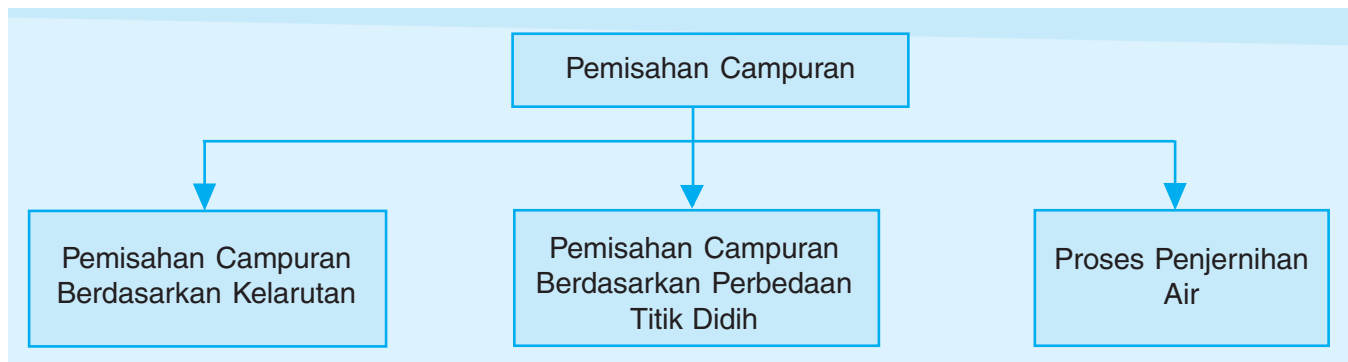 Pemisahan Campuran
Pemisahan Campuran
Berdasarkan Kelarutan
Pemisahan Campuran
Berdasarkan Perbedaan
Titik Didih
Proses Penjernihan
Air